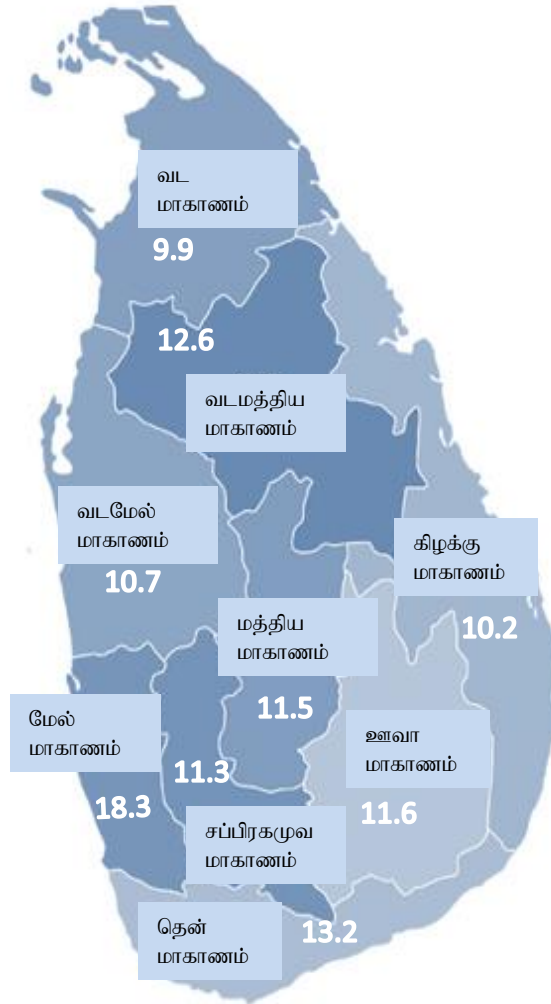 வட
மாகாணம்
9.9
12.6
வடமத்திய
மாகாணம்
வடமேல்
மாகாணம்
10.7
கிழக்கு
மாகாணம்
10.2
மத்திய
மாகாணம்
11.5
மேல்
மாகாணம்
18.3
11.3
ஊவா
மாகாணம்
11.6
சப்பிரகமுவ
மாகாணம்
தென்
மாகாணம்
13.2